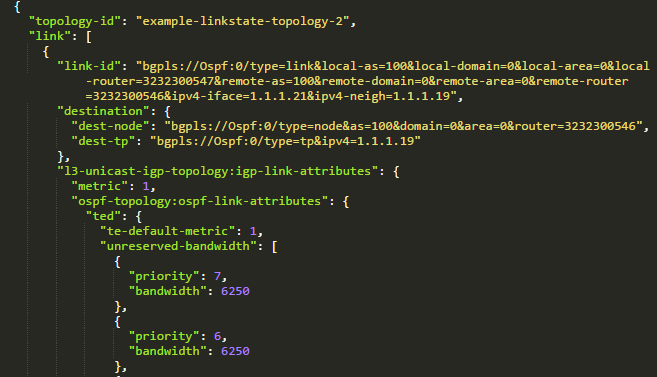 {
"topology-id": "example-linkstate-topology-2",
"link": [
{
"link-id": "bgpls://Ospf:0/type=link&local-as=100&local-domain=0&local-area=0&local
-router=3232300547&remote-as=100&remote-domain=0&remote-area=0&remote-router
=3232300546&ipv4-iface=1.1.1.21&ipv4-neigh=1.1.1.19",
"destination": {
"dest-node": "bgpls://Ospf:0/type=node&as=100&domain=0&area=0&router=3232300546",
"dest-tp": "bgpls://Ospf:0/type=tp&ipv4=1.1.1.19"
},
"l3-unicast-igp-topology:igp-link-attributes": {
"metric": 1,
"ospf-topology:ospf-link-attributes": {
"ted": {
"te-default-metric": 1,
"unreserved-bandwidth": [
{
"priority": 7,
"bandwidth": 6250
},
{
"priority": 6,
"bandwidth": 6250
},